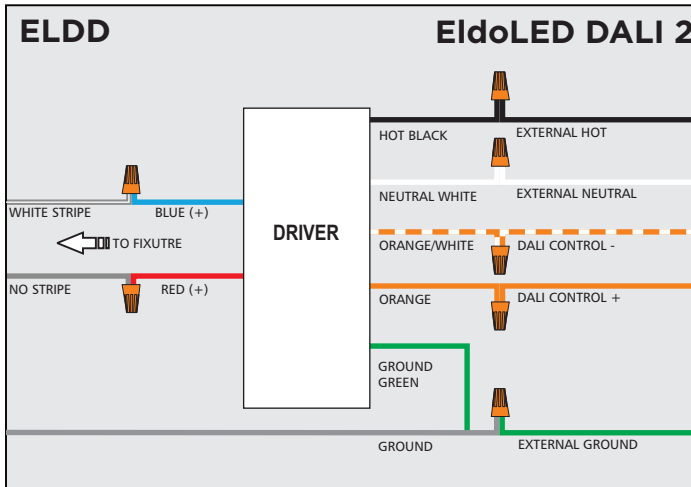 ELDD
EldoLED DALI 2
HOT BLACK
EXTERNAL HOT
NEUTRAL WHITE
EXTERNAL NEUTRAL
WHITE STRIPE
BLUE (+)
DRIVER
TO FIXUTRE
ORANGE/WHITE
DALI CONTROL -
NO STRIPE
RED (+)
ORANGE
DALI CONTROL +
GROUND
GREEN
GROUND
EXTERNAL GROUND